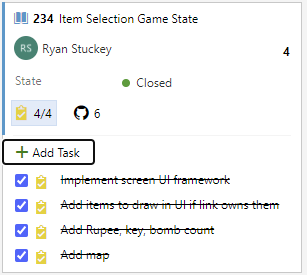 234 Item Selection Game State
RS Ryan Stuckey 4
State Closed
4/4 6
+ Add Task
Implement screen UI framework
Add items to draw in UI if link owns them
Add Rupee, key, bomb count
Add map